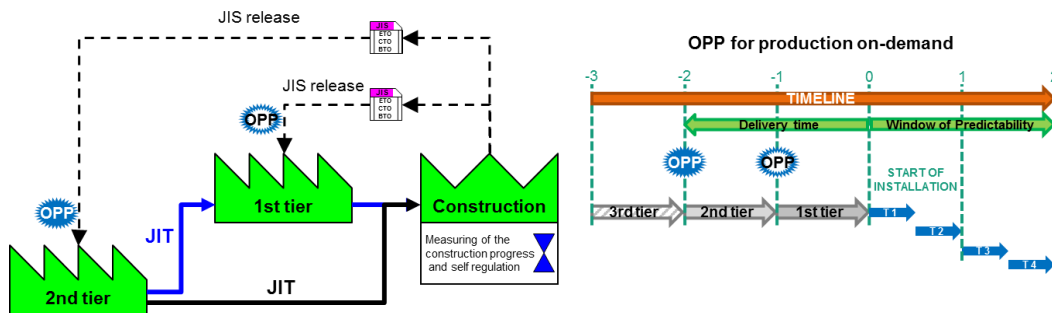 JIS release
JIS
ETO
CTO
BTO
JIS release
JIS
ETO
CTO
BTO
OPP
1st tier
Construction
Measuring of the
construction progress
and self regulation
OPP
JIT
2nd tier
JIT
OPP for production on-demand
-3
-2
-1
0
1
2
TIMELINE
Delivery time
Window of Predictability
OPP
OPP
START OF
INSTALLATION
3rd tier
2nd tier
1st tier
T 1
T 2
T 3
T 4